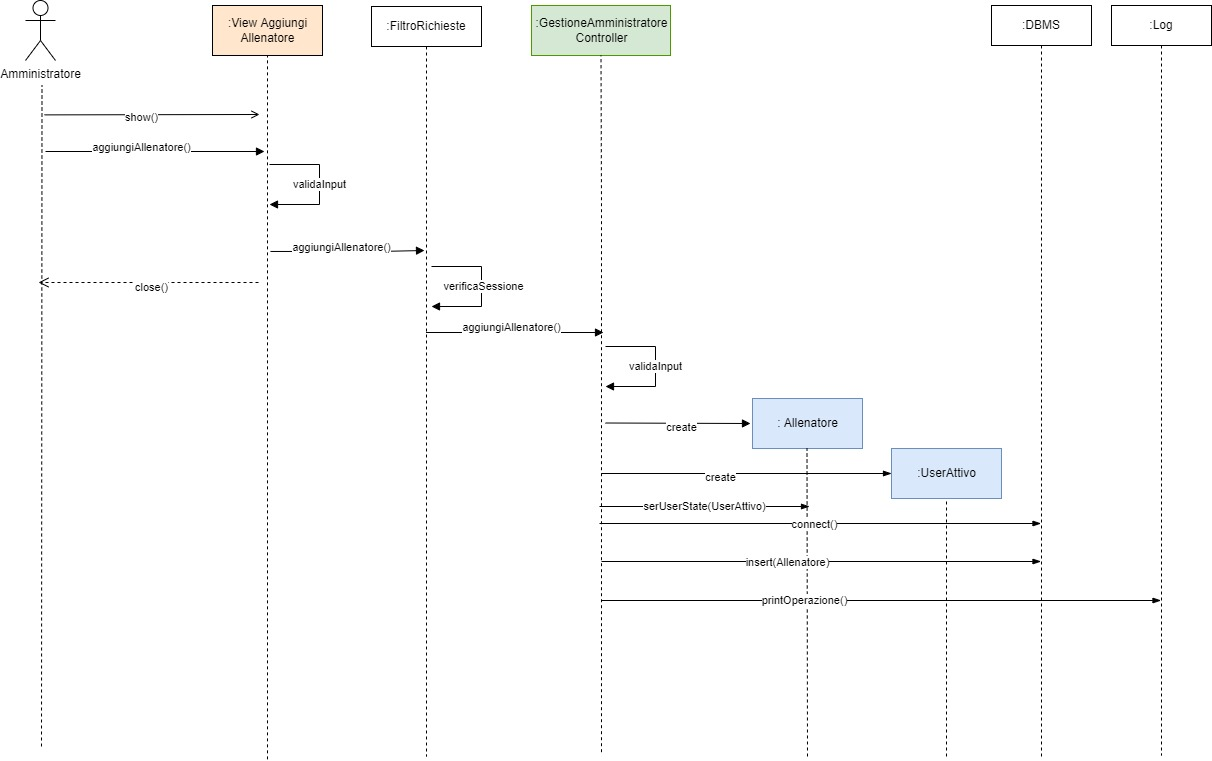 :View Aggiungi
Allenatore
:FiltroRichieste
:GestioneAmministratore
Controller
:DBMS
:Log
Amministratore
show()
aggiungiAllenatore()
validaInput
aggiungiAllenatore()
close()
verificaSessione
aggiungiAllenatore()
validaInput
create
: Allenatore
create
:UserAttivo
serUserState(UserAttivo)
connect()
insert(Allenatore)
printOperazione()